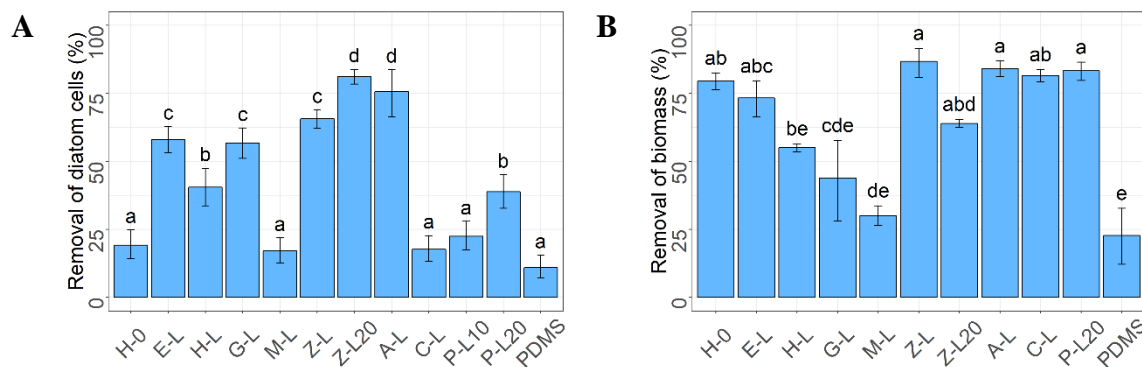 A
Removal of diatom cells (%)
100
75
50
25
0
a
c
b
c
a
c
d
d
a
a
b
a
H-0
E-L
H-L
G-L
M-L
Z-L
Z-L20
A-L
C-L
P-L10
P-L20
PDMS
B
Removal of biomass (%)
100
75
50
25
0
ab
abc
be
cde
de
a
abd
a
ab
a
e
H-0
E-L
H-L
G-L
M-L
Z-L
Z-L20
A-L
C-L
P-L20
PDMS